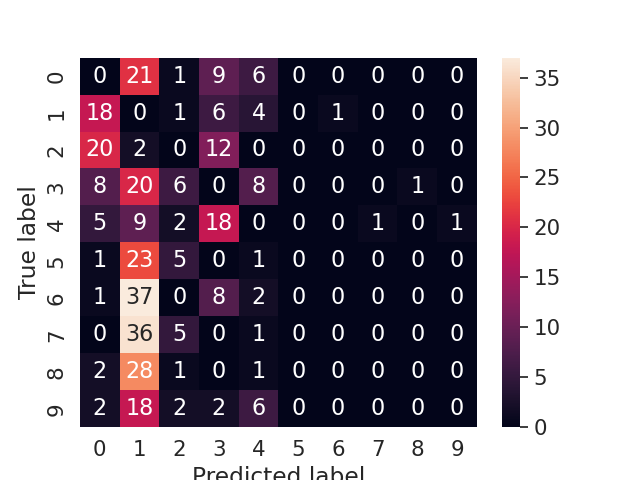 0 0 21 1 9 6 0 0 0 0 0
1 18 0 1 6 4 0 1 0 0 0
2 20 2 0 12 0 0 0 0 0 0
3 8 20 6 0 8 0 0 0 1 0
4 5 9 2 18 0 0 0 1 0 1
5 1 23 5 0 1 0 0 0 0 0
6 1 37 0 8 2 0 0 0 0 0
7 0 36 5 0 1 0 0 0 0 0
8 2 28 1 0 1 0 0 0 0 0
9 2 18 2 2 6 0 0 0 0 0
0 1 2 3 4 5 6 7 8 9
True label
Predicted label
35
30
25
20
15
10
5
0